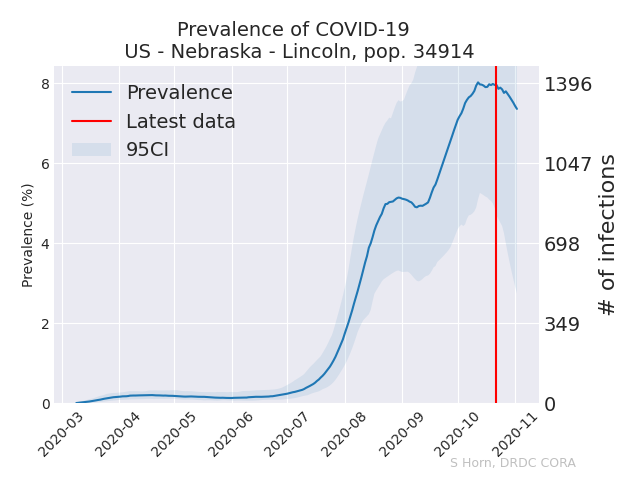 Prevalence of COVID-19
US - Nebraska - Lincoln, pop. 34914
Prevalence
Latest data
95CI
Prevalence (%)
8
6
4
2
0
1396
1047
698
349
0
# of infections
2020-03
2020-04
2020-05
2020-06
2020-07
2020-08
2020-09
2020-10
2020-11
S Horn, DRDC CORA